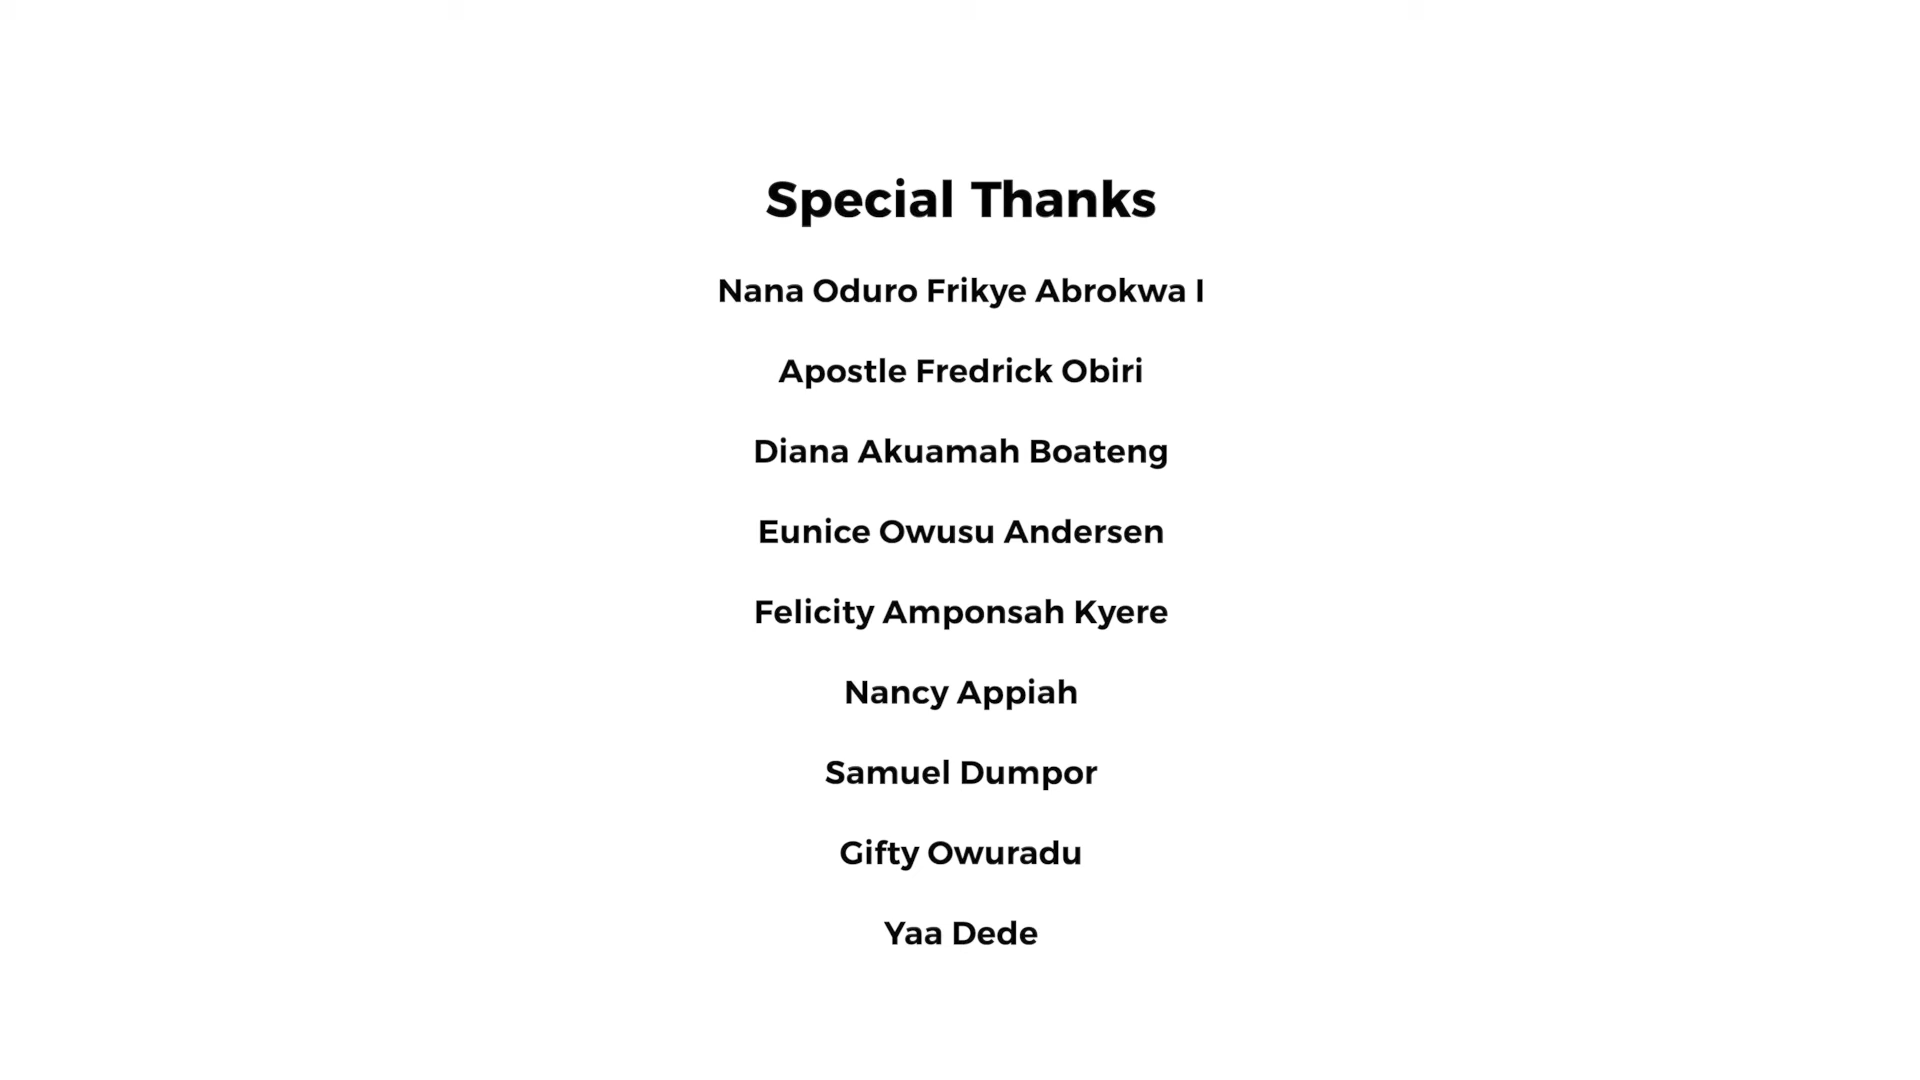 Special Thanks
Nana Oduro Frikye Abrokwa I
Apostle Fredrick Obiri
Diana Akuamah Boateng
Eunice Owusu Andersen
Felicity Amponsah Kyere
Nancy Appiah
Samuel Dumpor
Gifty Owuradu
Yaa Dede